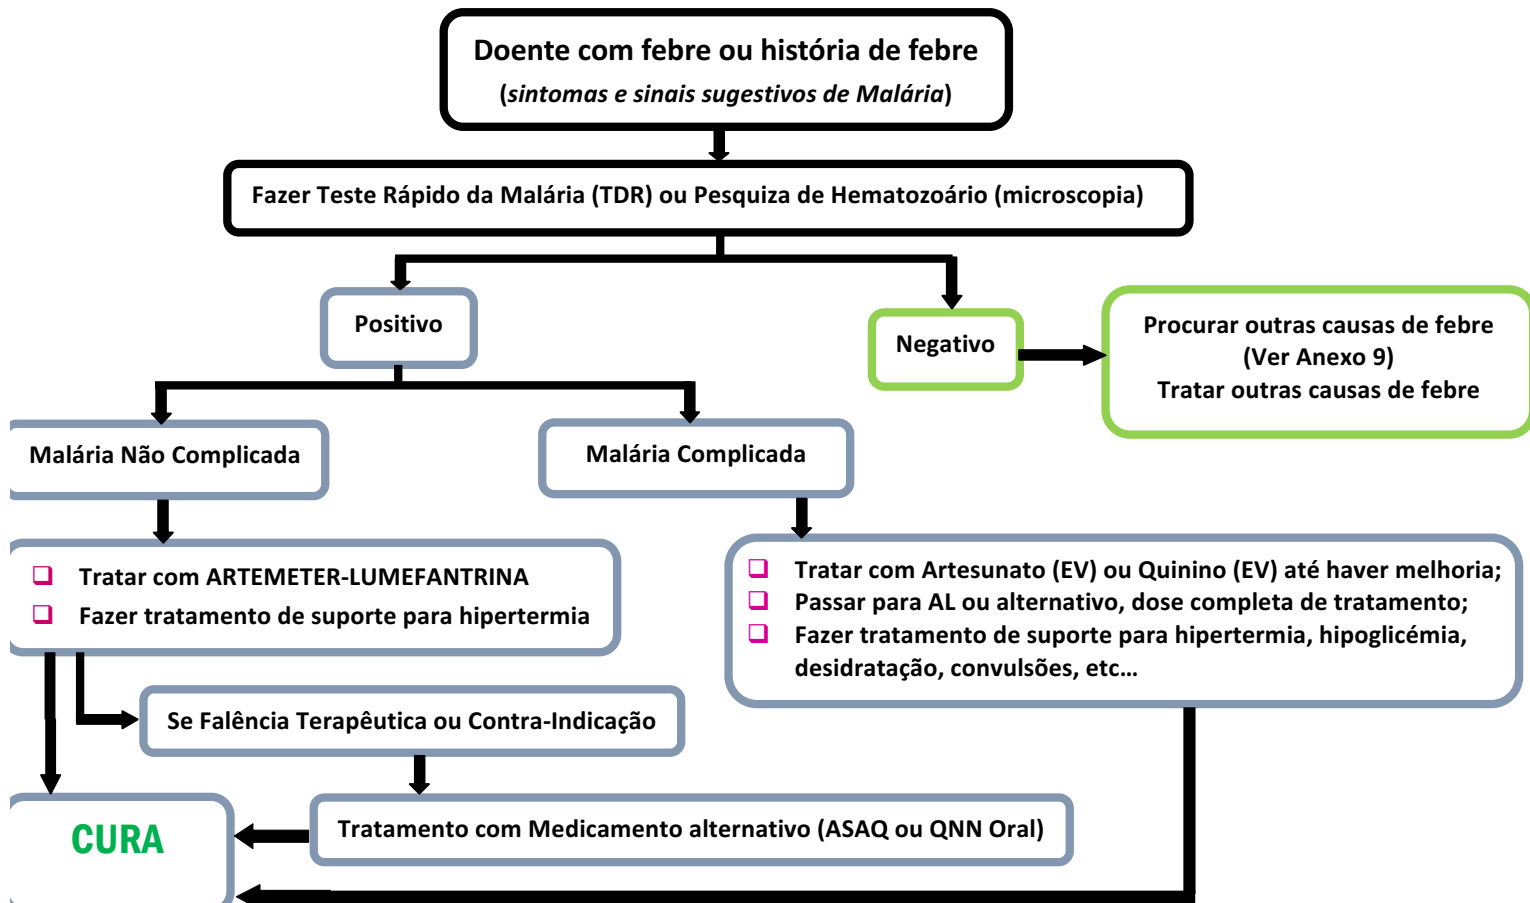 Doente com febre ou história de febre
(sintomas e sinais sugestivos de Malária)
Fazer Teste Rápido da Malária (TDR) ou Pesquiza de Hematozoário (microscopia)
Positivo
Negativo
Procurar outras causas de febre
(Ver Anexo 9)
Tratar outras causas de febre
Malária Não Complicada
Malária Complicada
Tratar com ARTEMETER-LUMEFANTRINA
Fazer tratamento de suporte para hipertermia
Tratar com Artesunato (EV) ou Quinino (EV) até haver melhoria;
Passar para AL ou alternativo, dose completa de tratamento;
Fazer tratamento de suporte para hipertermia, hipoglicémia,
desidratação, convulsões, etc…
Se Falência Terapêutica ou Contra-Indicação
Tratamento com Medicamento alternativo (ASAQ ou QNN Oral)
CURA